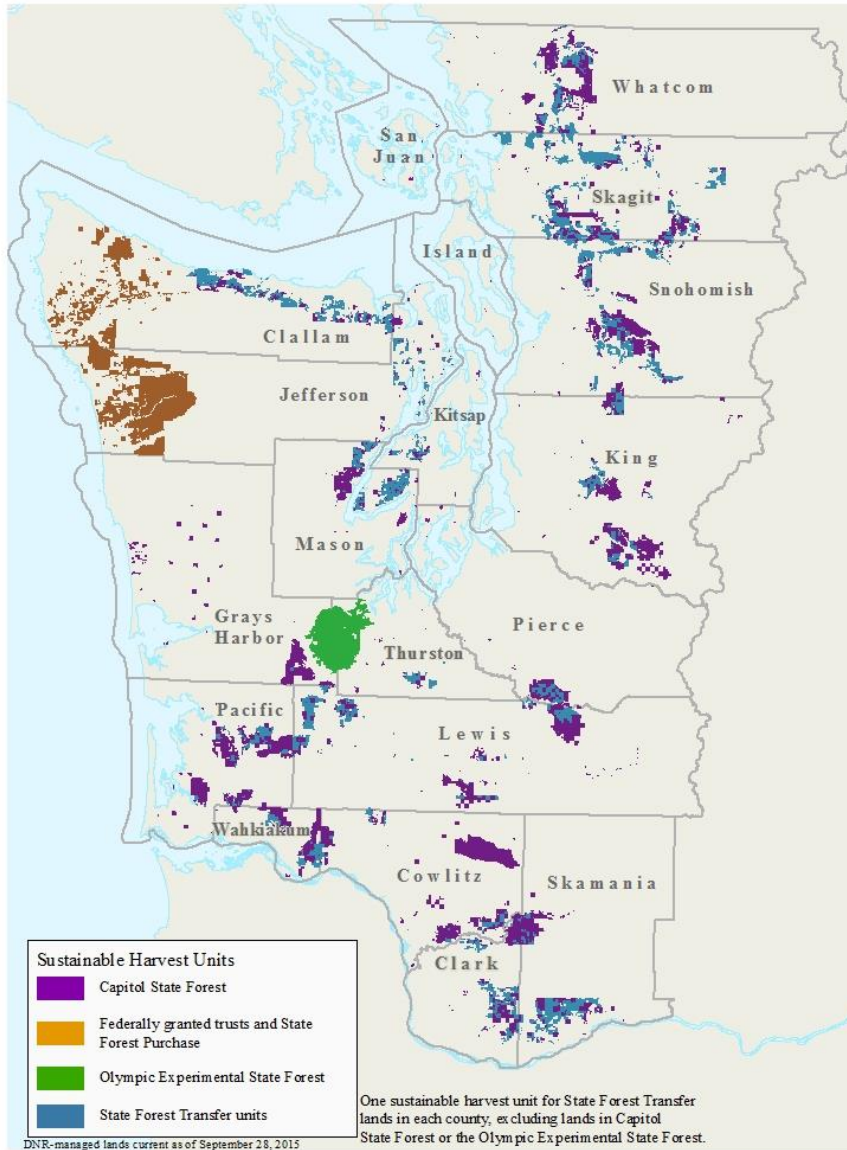 Whatcom
San
Juan
Skagit
Island
Snohomish
Clallam
Jefferson
Kitsap
King
Mason
Grays
Harbor
Pierce
Thurston
Pacific
Lewis
Wahkiakum
Cowlitz
Skamania
Clark
Sustainable Harvest Units
Capitol State Forest
Federally granted trusts and State
Forest Purchase
Olympic Experimental State Forest
State Forest Transfer units
One sustainable harvest unit for State Forest Transfer
lands in each county, excluding lands in Capitol
State Forest or the Olympic Experimental State Forest.
DNR-managed lands current as of September 28, 2015